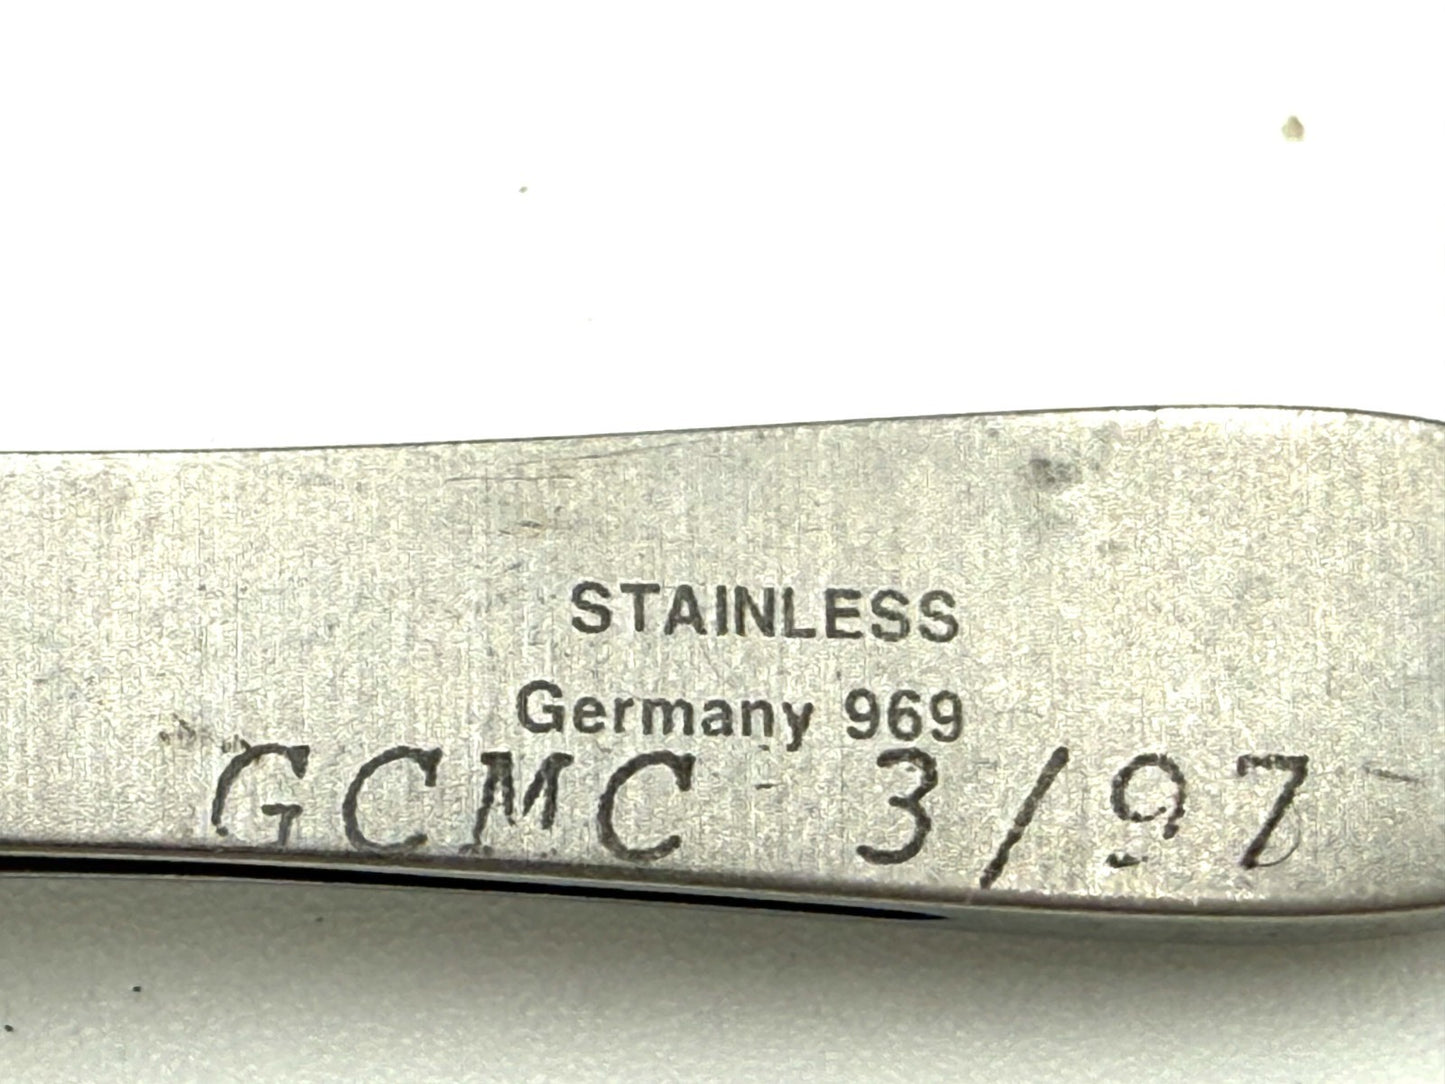 STAINLESS
Germany 969
GCMC 3/97